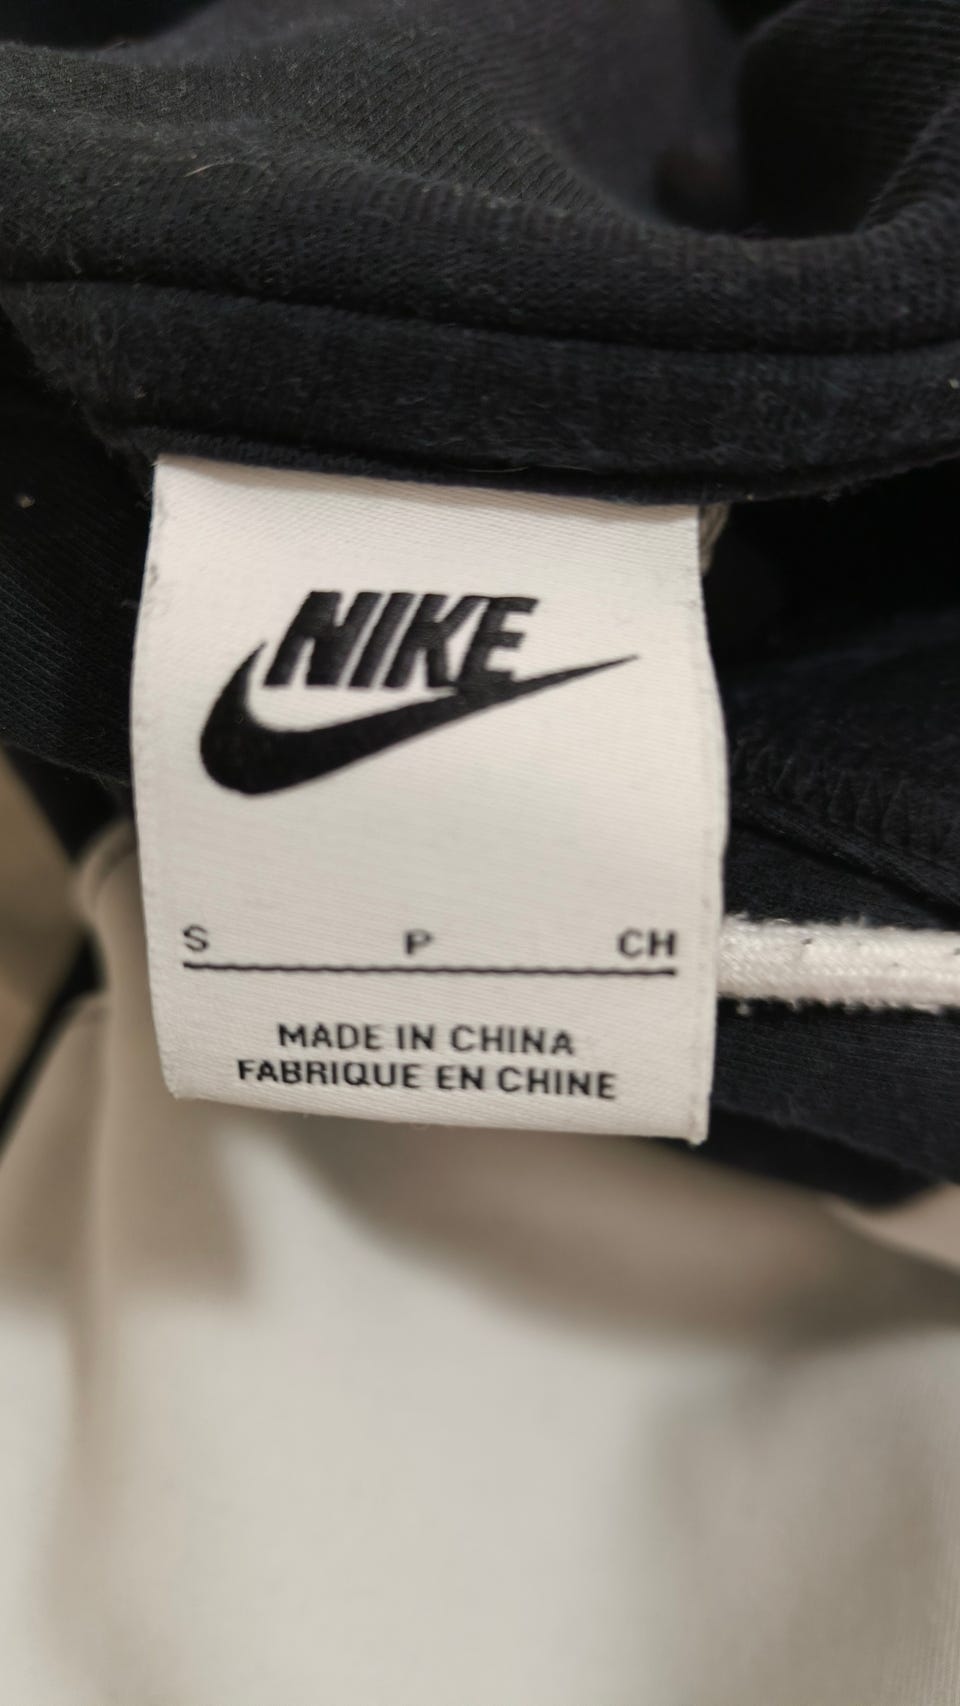 NIKE
S P CH
MADE IN CHINA
FABRIQUE EN CHINE